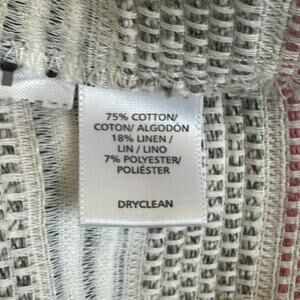 75% COTTON/
COTON/ ALGODÓN
18% LINEN /
LIN / LINO
7% POLYESTER/
POLIÉSTER
DRYCLEAN